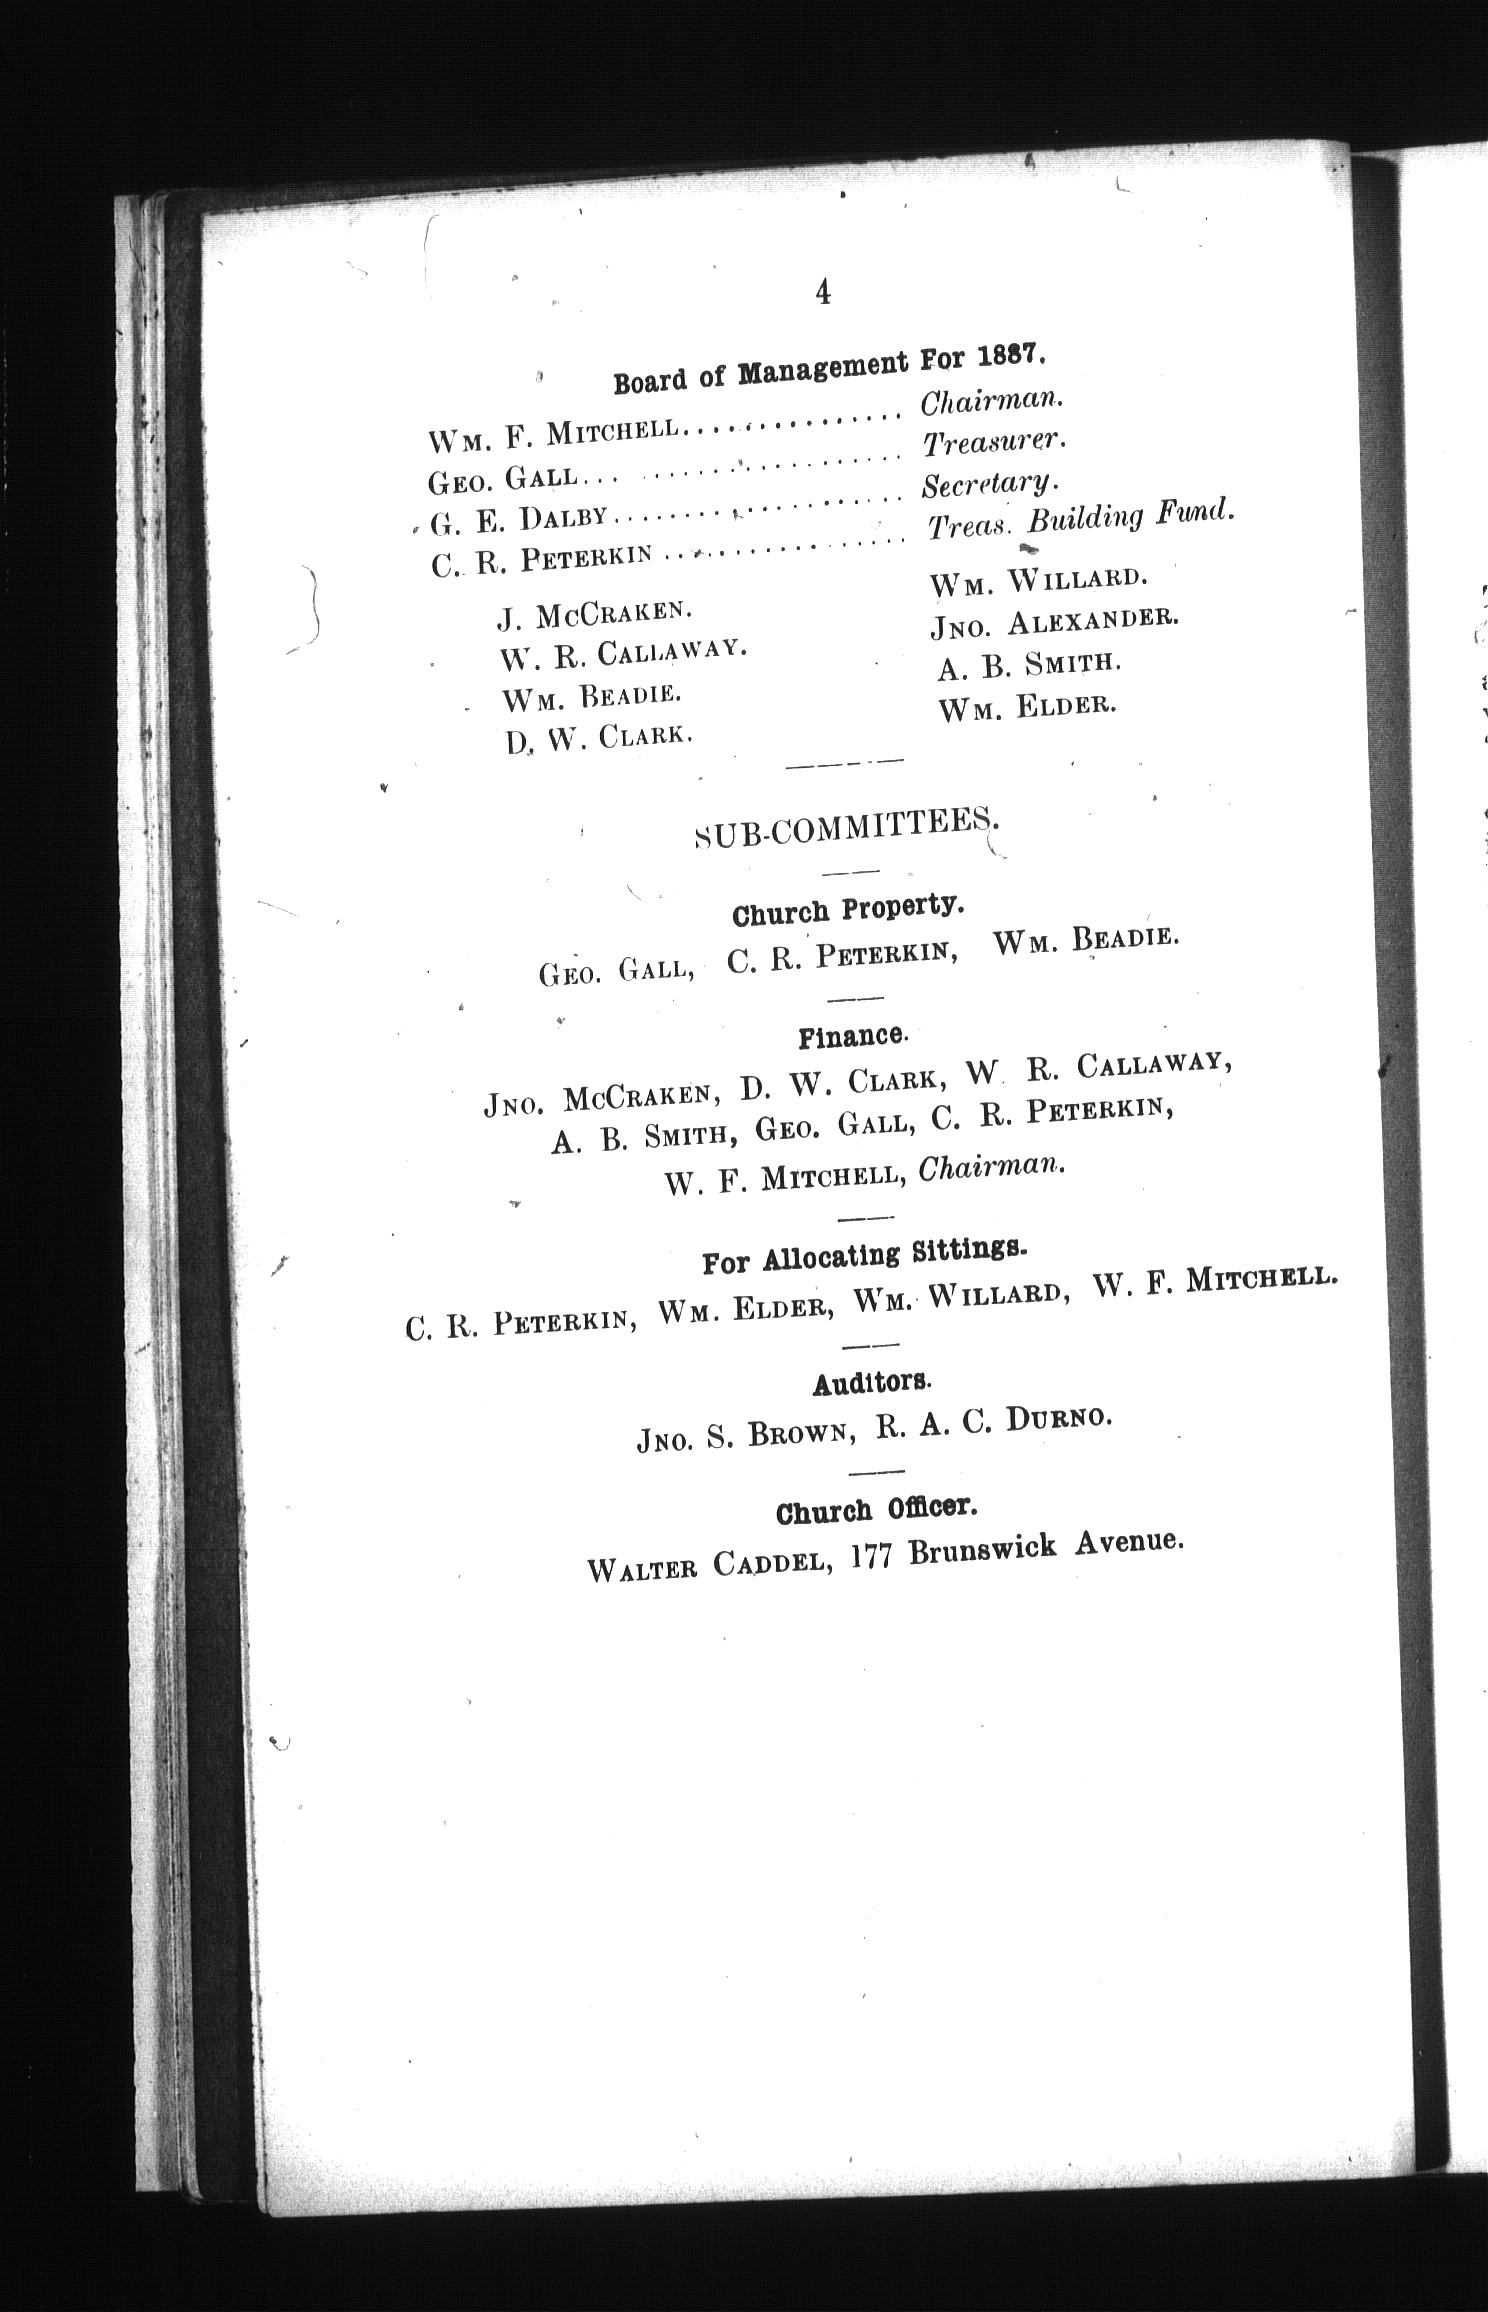 4
Board of Management For 1887.
WM. F. MITCHELL................ Chairman.
GEO. GALL... .................. Treasurer.
G. E. DALBY.................... Secretary.
C. R. PETERKIN ................ Treas. Building Fund.
J. MCCRAKEN. WM. WILLARD.
W. R. CALLAWAY. JNO. ALEXANDER.
WM. BEADIE. A. B. SMITH.
D. W. CLARK. WM. ELDER.
SUB-COMMITTEES.
Church Property.
GEO. GALL, C. R. PETERKIN, WM. BEADIE.
Finance.
JNO. MCCRAKEN, D. W. CLARK, W R. CALLAWAY,
A. B. SMITH, GEO. GALL, C. R. PETERKIN,
W. F. MITCHELL, Chairman.
For Allocating Sittings.
C. R. PETERKIN, WM. ELDER, WM. WILLARD, W. F. MITCHELL.
Auditors.
JNO. S. BROWN, R. A. C. DURNO.
Church Officer.
WALTER CADDEL, 177 Brunswick Avenue.